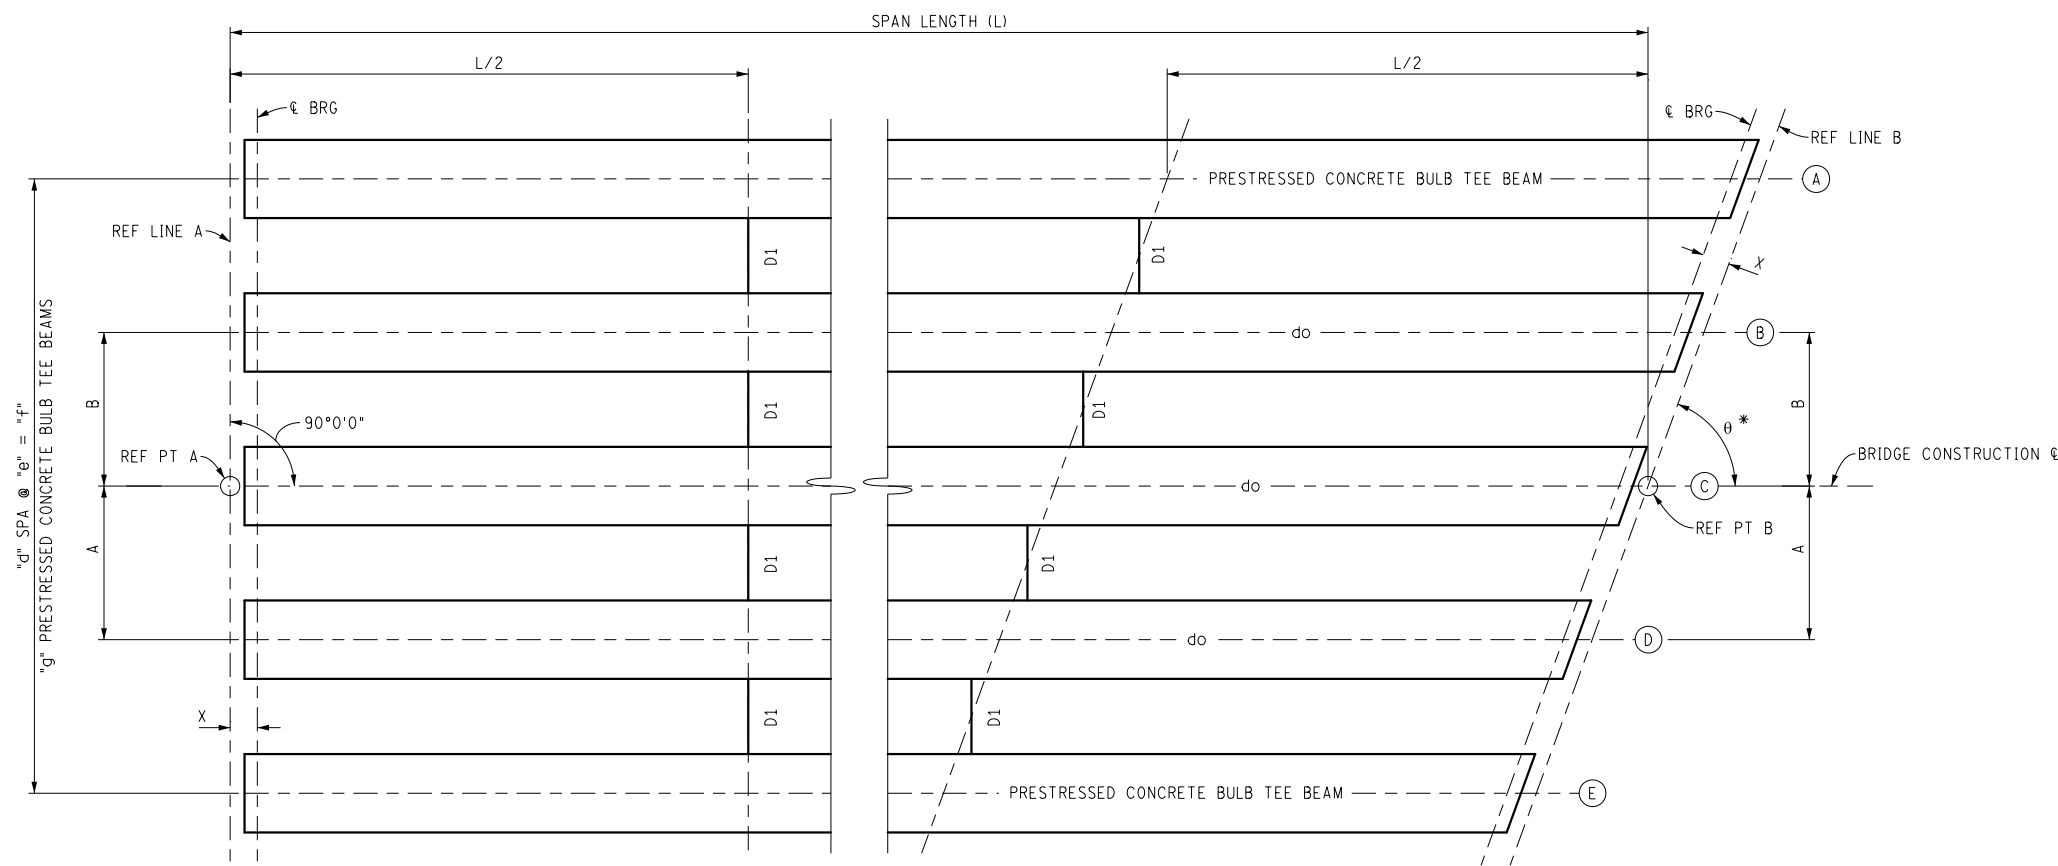 SPAN LENGTH (L)
L/2
L/2
℄ BRG
℄ BRG
REF LINE B
PRESTRESSED CONCRETE BULB TEE BEAM
A
REF LINE A
D1
D1
X
do
B
B
B
D1
D1
90°0'0"
θ *
REF PT A
BRIDGE CONSTRUCTION ℄
do
C
REF PT B
A
A
D1
D1
do
D
X
D1
D1
PRESTRESSED CONCRETE BULB TEE BEAM
E
"d" SPA @ "e" = "f"
"g" PRESTRESSED CONCRETE BULB TEE BEAMS